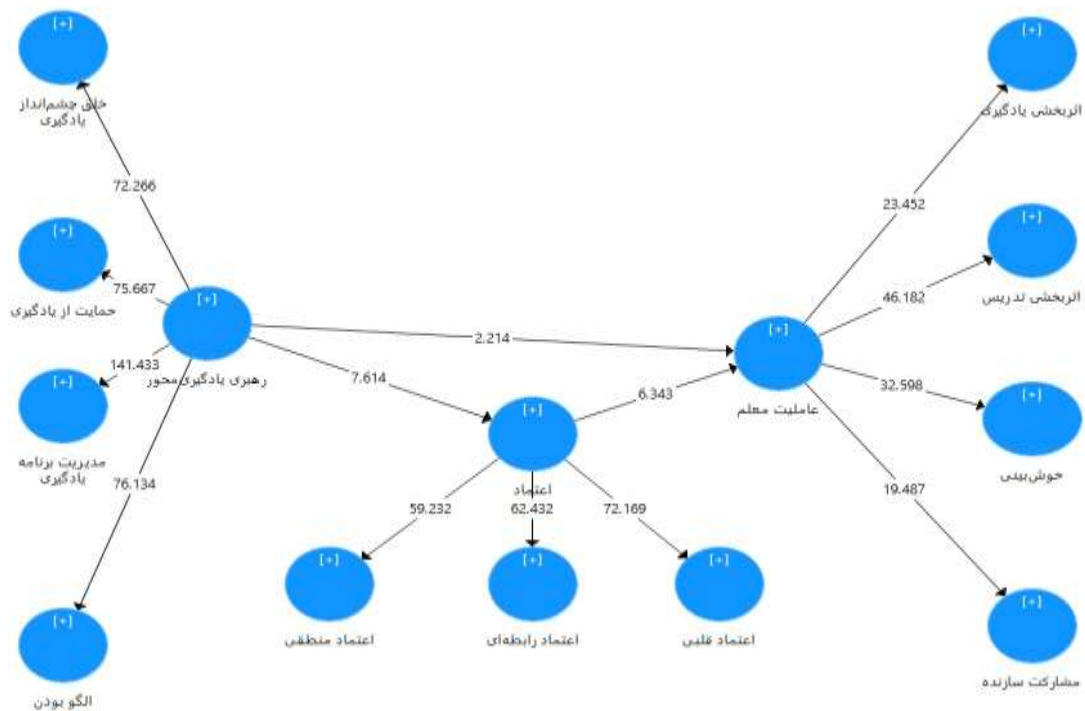 [+]
خلق چشم‌انداز
یادگیری
[+]
اثربخشی یادگیری
72.266
23.452
[+]
حمایت از یادگیری
[+]
اثربخشی تدریس
75.667
46.182
[+]
رهبری یادگیری‌محور
2.214
[+]
عاملیت معلم
141.433
[+]
مدیریت برنامه
یادگیری
7.614
6.343
32.598
[+]
خوش‌بینی
[+]
اعتماد
76.134
19.487
59.232
62.432
72.169
[+]
اعتماد منطقی
[+]
اعتماد رابطه‌ای
[+]
اعتماد قلبی
[+]
الگو بودن
[+]
مشارکت سازنده